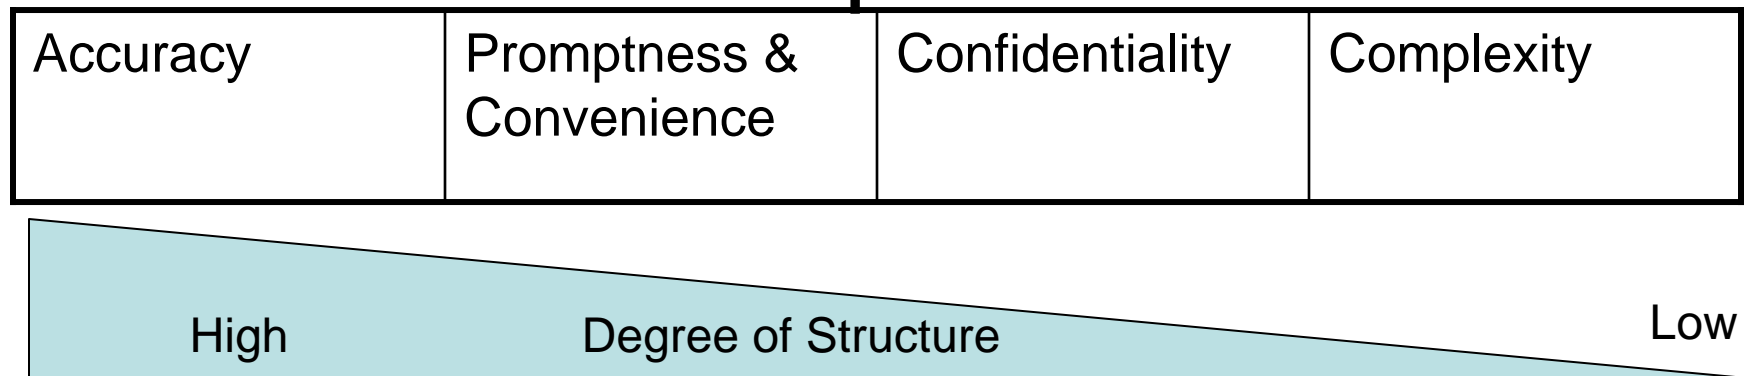 Accuracy
Promptness &
Convenience
Confidentiality
Complexity
High
Degree of Structure
Low